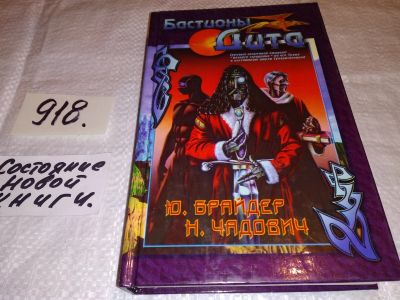 Бастионы
Дита
918.
Состояние
новой
книги.
Ю. БРАЙДЕР
Н. ЧАДОВИЧ